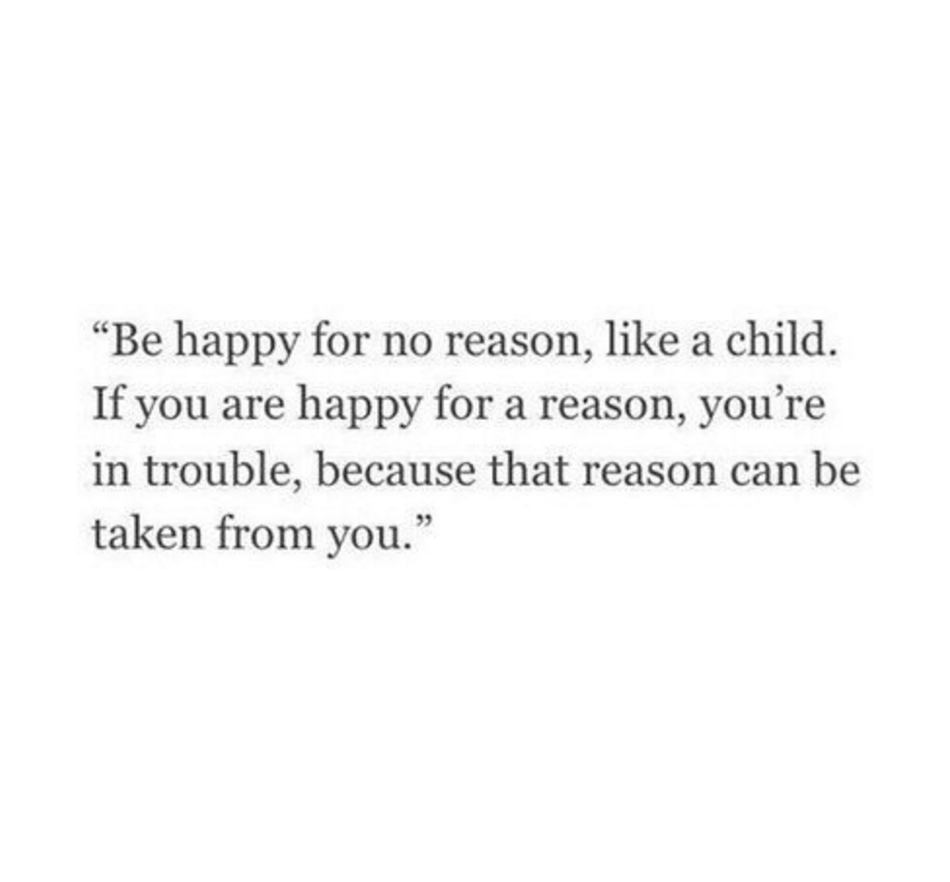 “Be happy for no reason, like a child.
If you are happy for a reason, you’re
in trouble, because that reason can be
taken from you.”